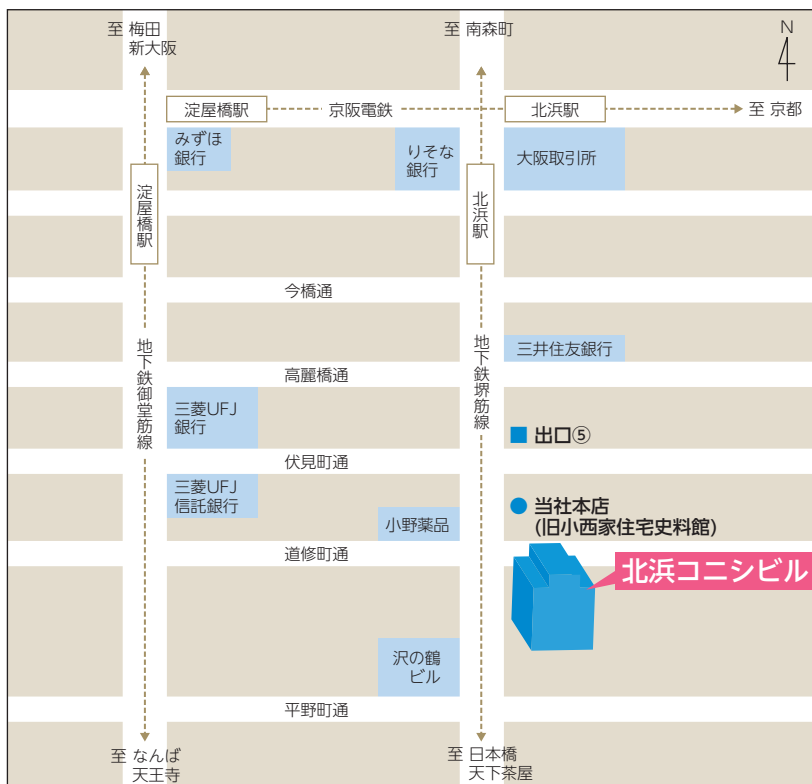 至 梅田
新大阪
至 南森町
N
淀屋橋駅
京阪電鉄
北浜駅
至 京都
みずほ
銀行
りそな
銀行
大阪取引所
淀屋橋駅
北浜駅
今橋通
地下鉄御堂筋線
地下鉄堺筋線
三井住友銀行
高麗橋通
三菱UFJ
銀行
出口⑤
伏見町通
三菱UFJ
信託銀行
小野薬品
当社本店
(旧小西家住宅史料館)
道修町通
北浜コニシビル
沢の鶴
ビル
平野町通
至 なんば
天王寺
至 日本橋
天下茶屋